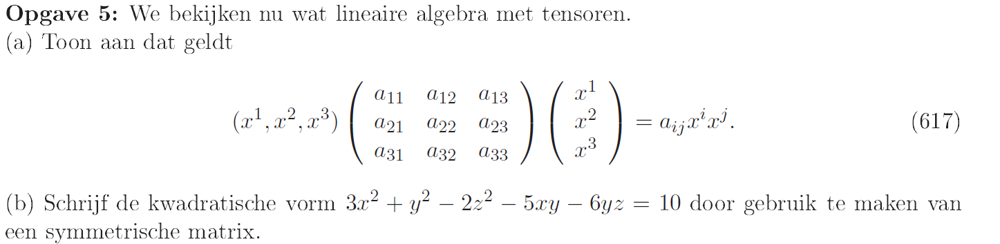 Opgave 5: We bekijken nu wat lineaire algebra met tensoren.
(a) Toon aan dat geldt
(x^1, x^2, x^3) \begin{pmatrix} a_{11} & a_{12} & a_{13} \\ a_{21} & a_{22} & a_{23} \\ a_{31} & a_{32} & a_{33} \end{pmatrix} \begin{pmatrix} x^1 \\ x^2 \\ x^3 \end{pmatrix} = a_{ij} x^i x^j. (617)
(b) Schrijf de kwadratische vorm 3x^2 + y^2 − 2z^2 − 5xy − 6yz = 10 door gebruik te maken van
een symmetrische matrix.